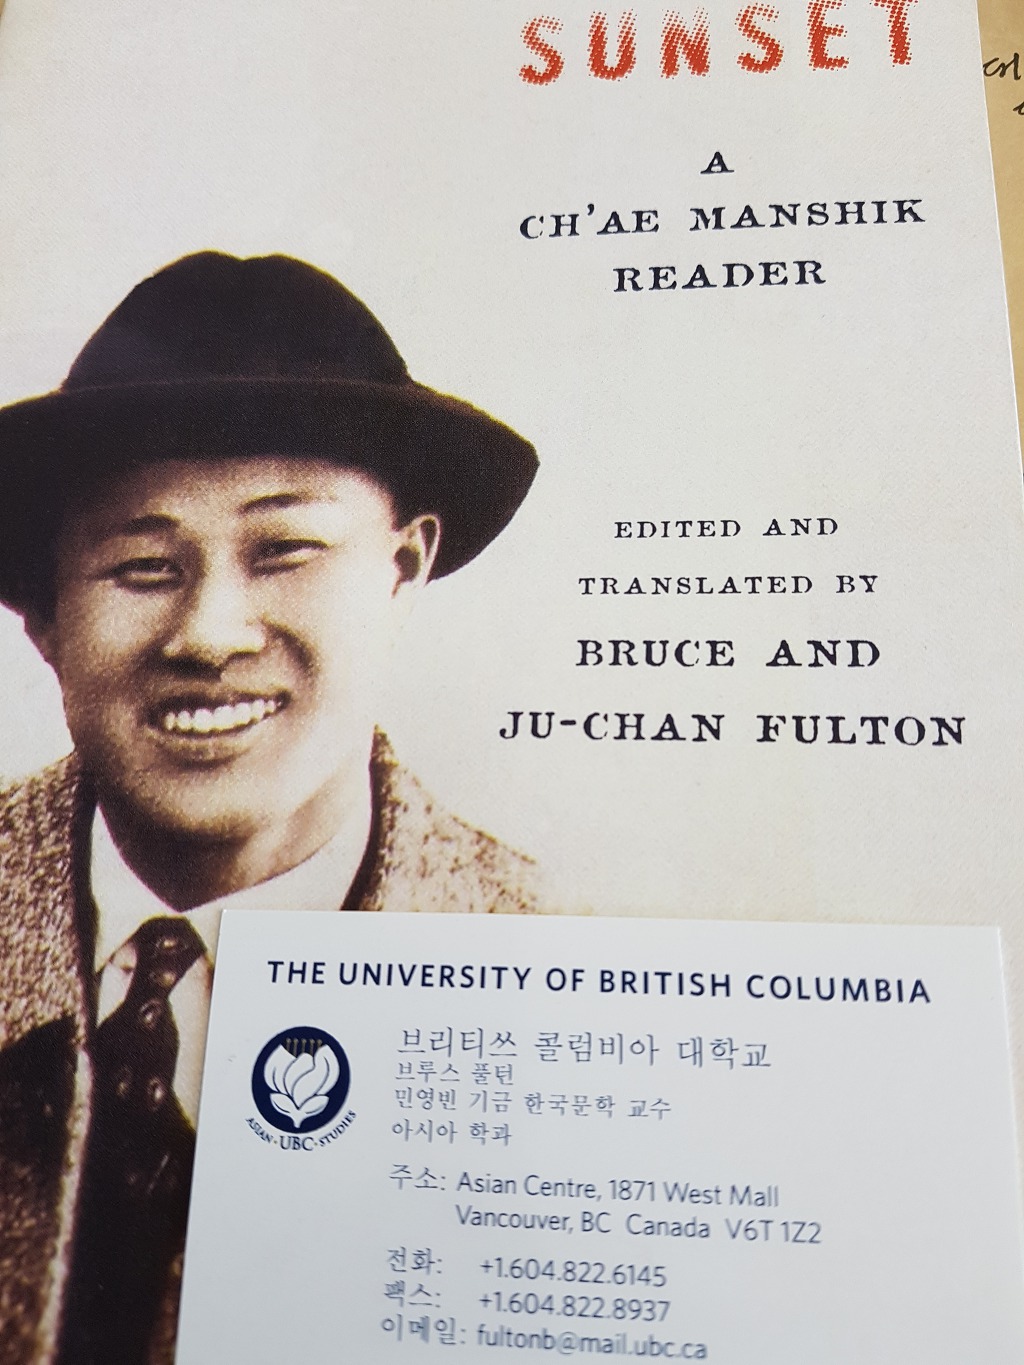 SUNSET
A
CH'AE MANSHIK
READER
EDITED AND
TRANSLATED BY
BRUCE AND
JU-CHAN FULTON
THE UNIVERSITY OF BRITISH COLUMBIA
브리티쓰 콜럼비아 대학교
브루스 풀턴
민영빈 기금 한국문학 교수
아시아 학과
ASIAN · UBC · STUDIES
주소: Asian Centre, 1871 West Mall
Vancouver, BC Canada V6T 1Z2
전화: +1.604.822.6145
팩스: +1.604.822.8937
이메일: fultonb@mail.ubc.ca